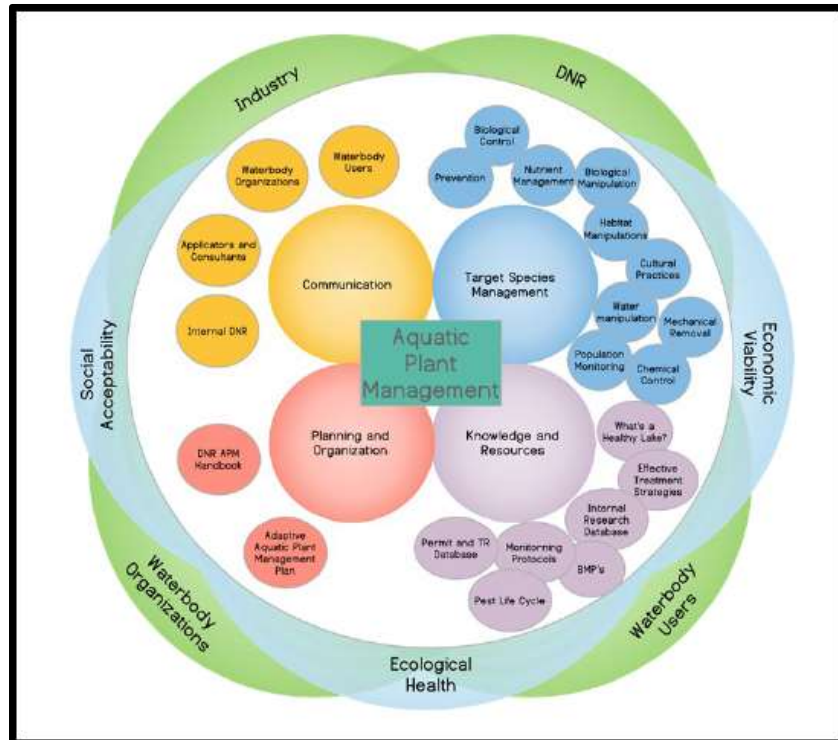 Industry
DNR
Biological
Control
Waterbody
Users
Waterbody
Organizations
Prevention
Nutrient
Management
Biological
Manipulation
Habitat
Manipulations
Applicators and
Consultants
Communication
Target Species
Management
Cultural
Practices
Internal DNR
Water
manipulation
Mechanical
Removal
Social
Acceptability
Economic
Viability
Aquatic
Plant
Management
Population
Monitoring
Chemical
Control
Planning and
Organization
Knowledge and
Resources
What's a
Healthy Lake?
DNR APM
Handbook
Effective
Treatment
Strategies
Internal
Research
Database
Adaptive
Aquatic Plant
Management
Plan
Permit and TR
Database
Monitorning
Protocols
BMP's
Pest Life Cycle
Waterbody
Organizations
Waterbody
Users
Ecological
Health